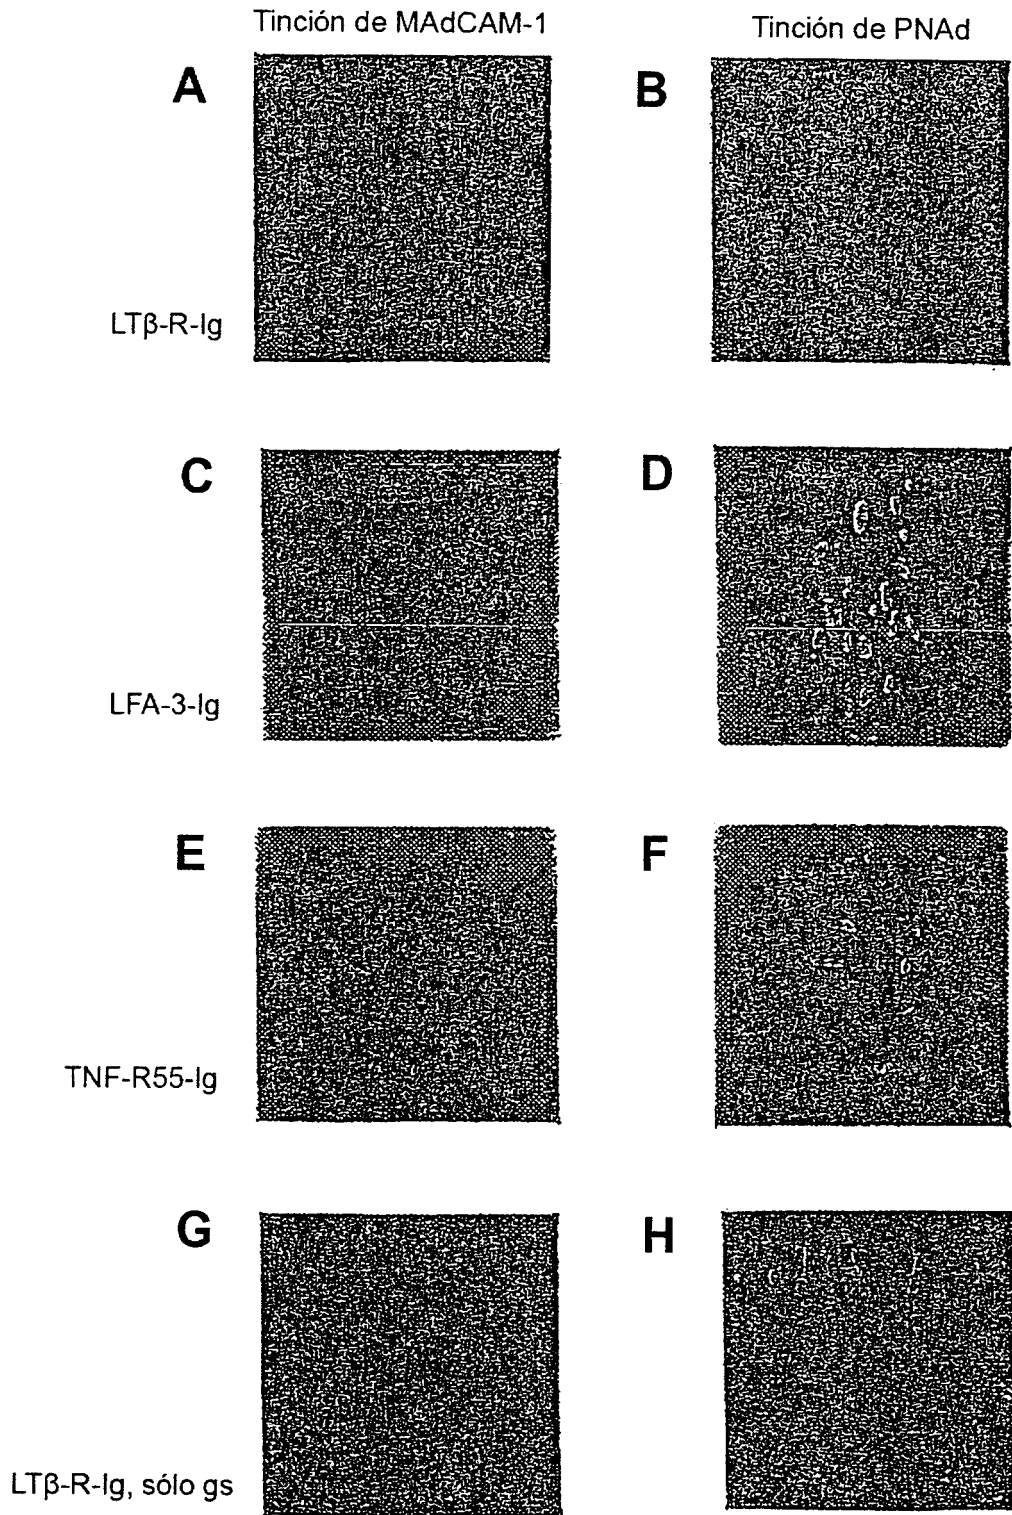 Tinción de MAdCAM-1
Tinción de PNAd
A
B
LTβ-R-Ig
C
D
LFA-3-Ig
E
F
TNF-R55-Ig
G
H
LTβ-R-Ig, sólo gs